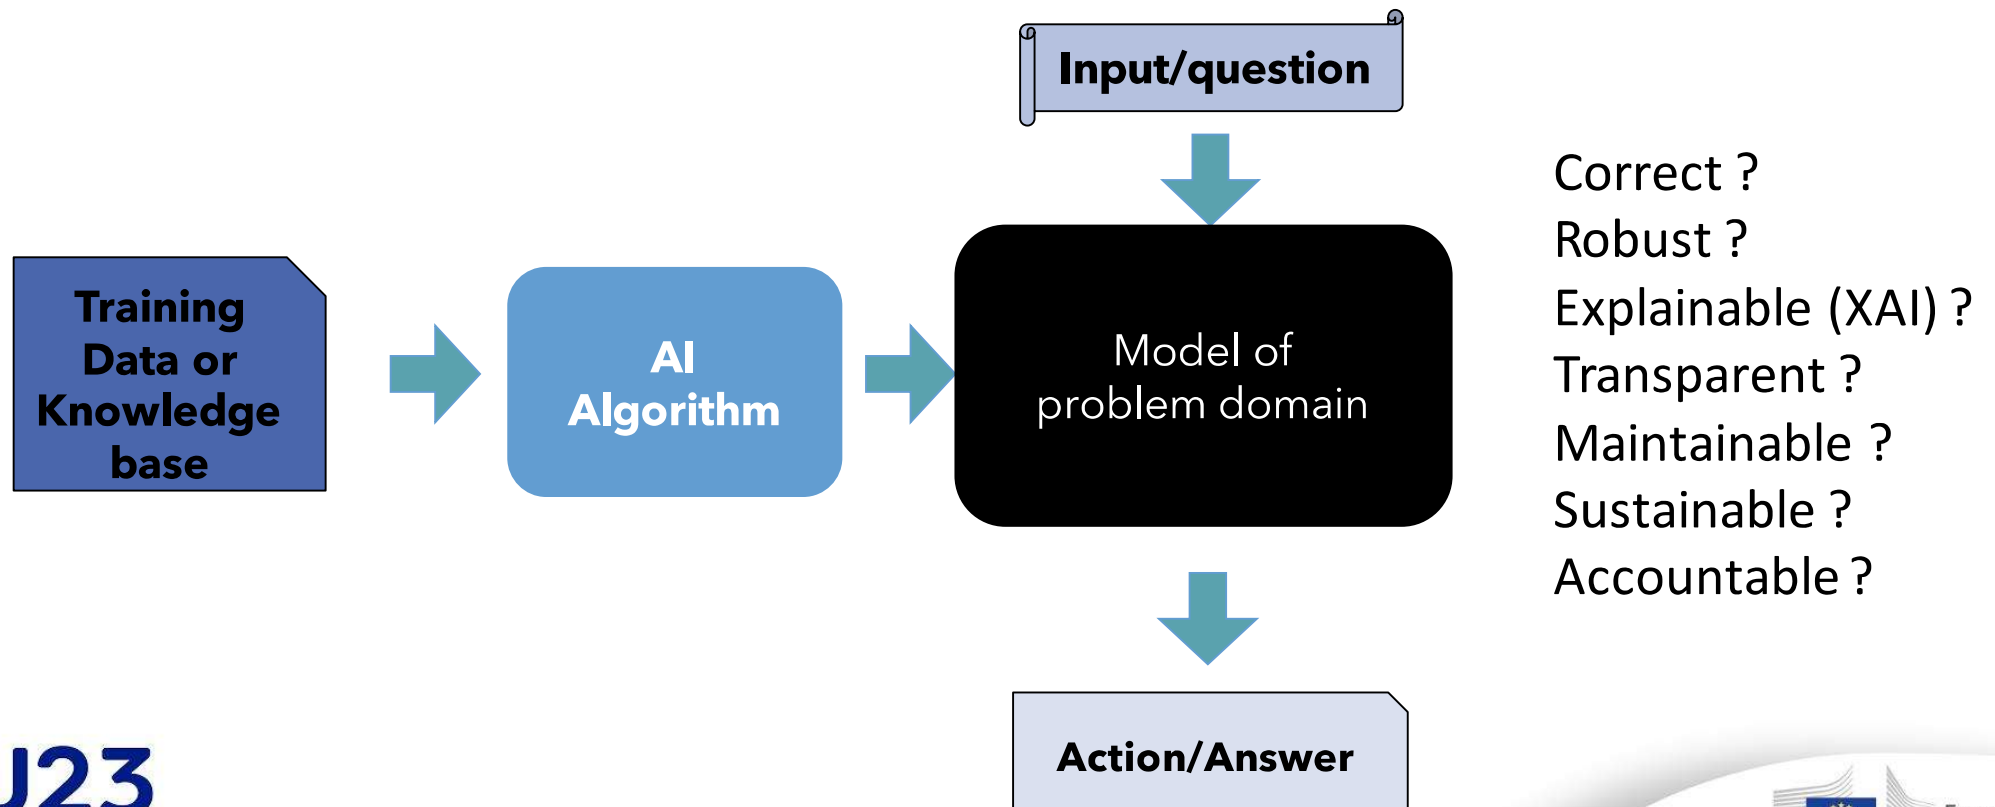 Input/question
Correct ?
Robust ?
Explainable (XAI) ?
Transparent ?
Maintainable ?
Sustainable ?
Accountable ?
Training
Data or
Knowledge
base
AI
Algorithm
Model of
problem domain
Action/Answer
J23